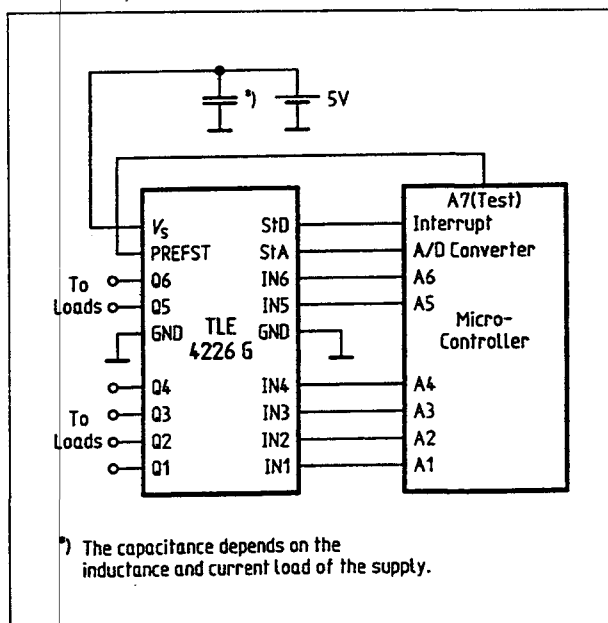 *) 5V
A7(Test)
VS StD Interrupt
PREFST StA A/D Converter
To Q6 IN6 A6
Loads Q5 IN5 A5
GND TLE GND Micro-
4226 G Controller
Q4 IN4 A4
Q3 IN3 A3
To
Loads Q2 IN2 A2
Q1 IN1 A1
*) The capacitance depends on the
inductance and current load of the supply.